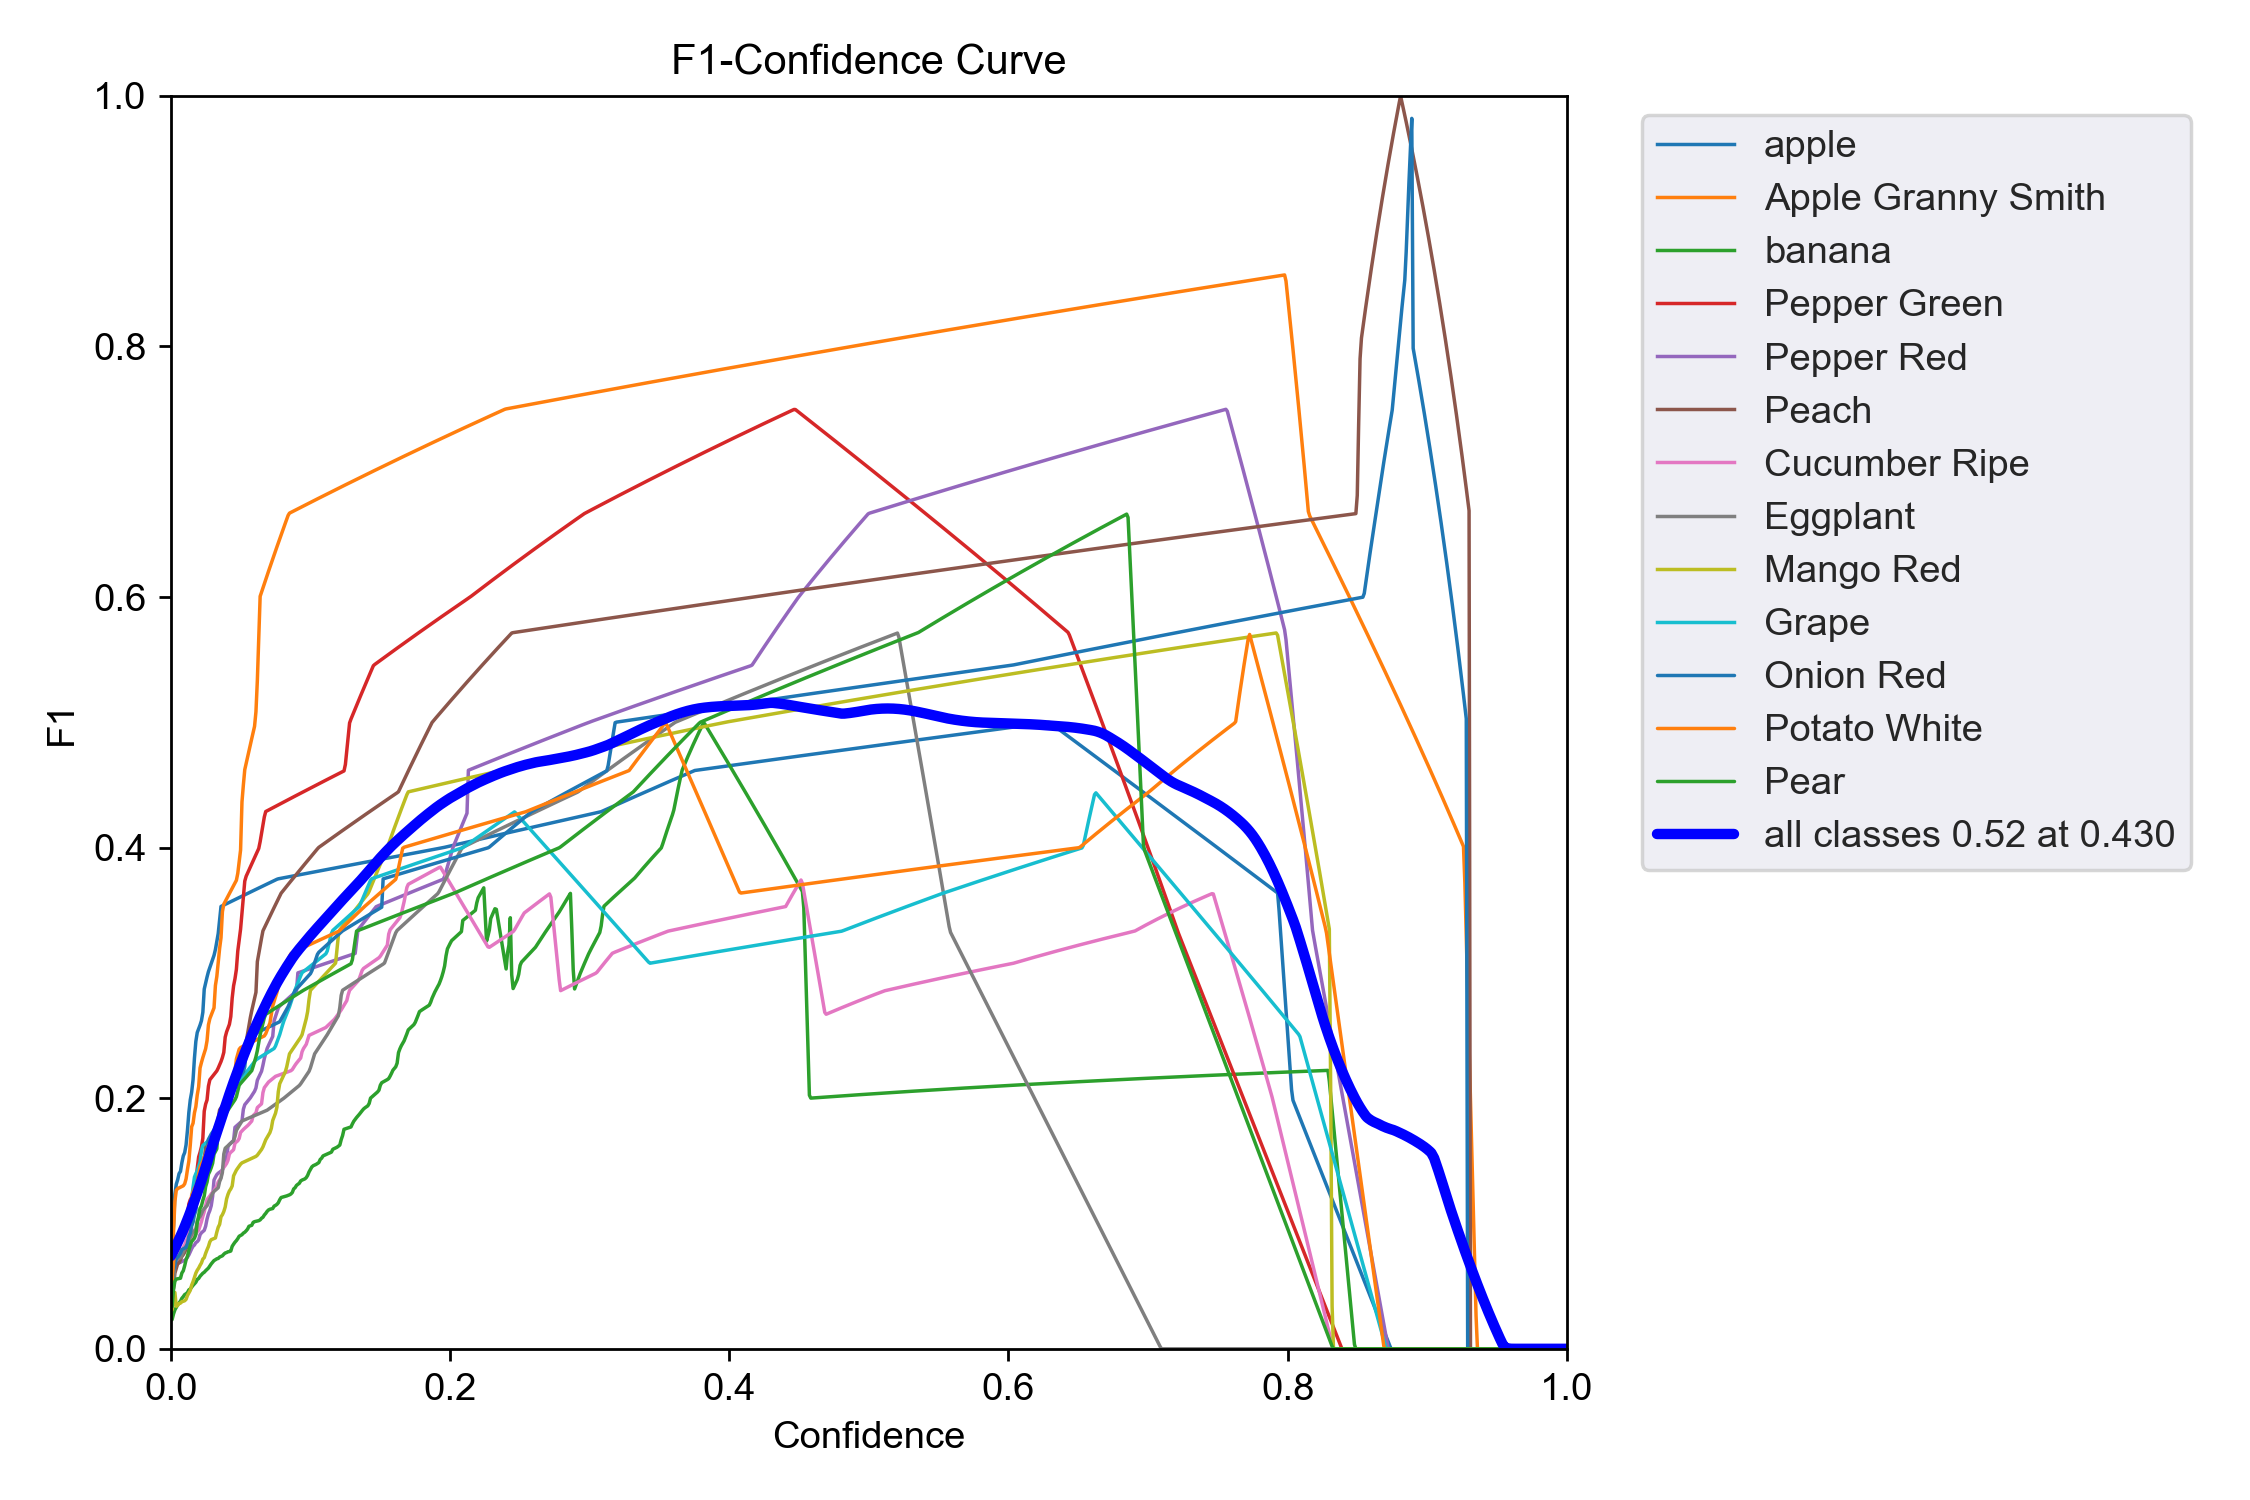 F1-Confidence Curve
1.0
0.8
0.6
0.4
0.2
0.0
F1
0.0 0.2 0.4 0.6 0.8 1.0
Confidence
apple
Apple Granny Smith
banana
Pepper Green
Pepper Red
Peach
Cucumber Ripe
Eggplant
Mango Red
Grape
Onion Red
Potato White
Pear
all classes 0.52 at 0.430